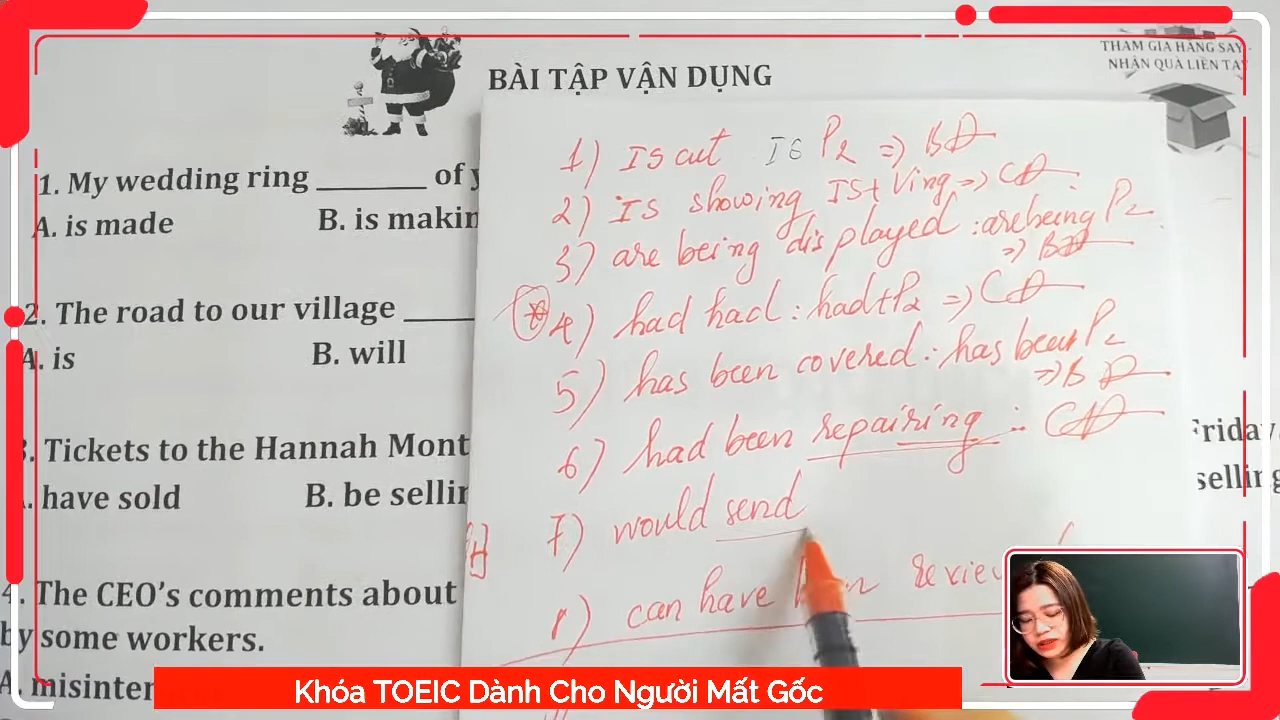 THAM GIA HĂNG SAY -
NHẬN QUÀ LIỀN TAY
BÀI TẬP VẬN DỤNG
1. My wedding ring ________ of
A. is made B. is makin
2. The road to our village
A. is B. will
3. Tickets to the Hannah Mont
have sold B. be sellin
Friday
selling
4. The CEO's comments about
by some workers.
A. misinter
1) Is cut Is P2 => BĐ
2) Is showing Is + Ving => CĐ
3) are being displayed : are being P2
=> BĐ
4) had had : had + P2 => CĐ
5) has been covered : has been P2
=> BĐ
6) had been repairing : CĐ
7) would send
can have
Khóa TOEIC Dành Cho Người Mất Gốc